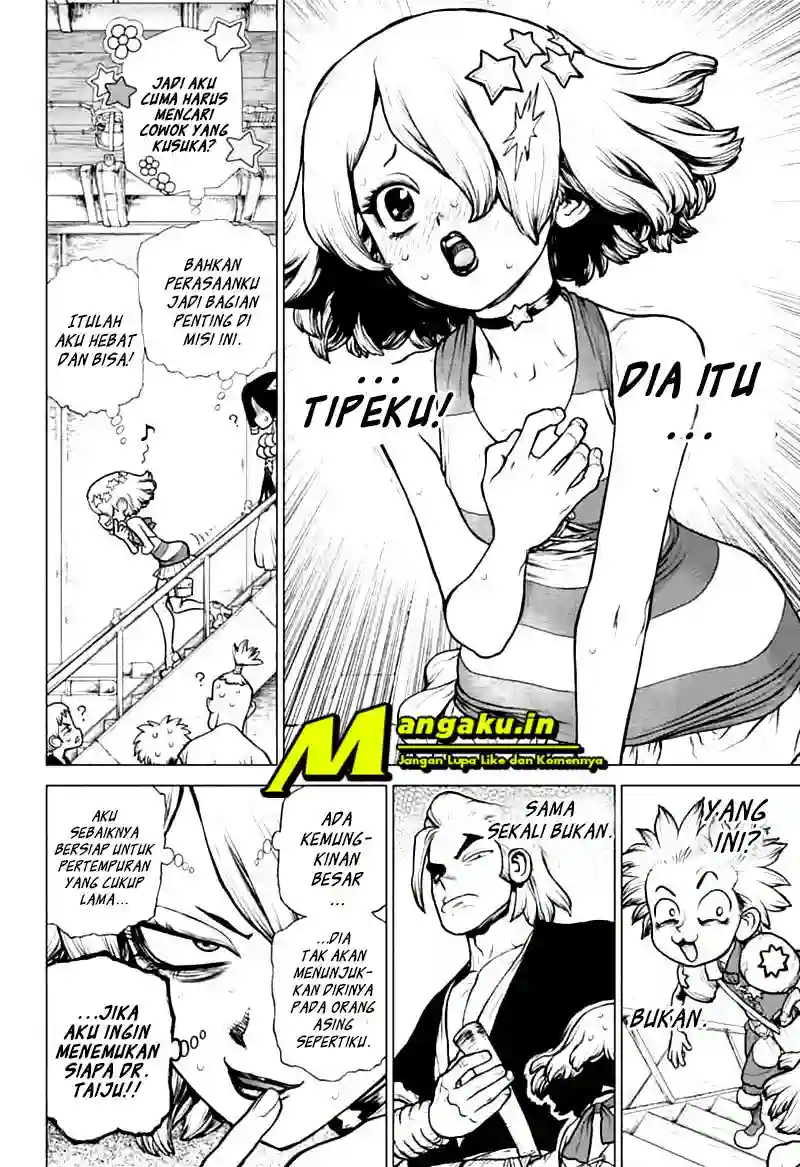 DIA ITU
...
...
TIPEKU!
JADI AKU
CUMA HARUS
MENCARI
COWOK YANG
KUSUKA?
BAHKAN
PERASAANKU
JADI BAGIAN
PENTING DI
MISI INI.
ITULAH
AKU HEBAT
DAN BISA!
?
?
?
?
Mangaku.in
Jangan Lupa Like dan Komennya
YANG
INI?
BUKAN.
SAMA
SEKALI BUKAN.
ADA
KEMUNG-
KINAN
BESAR
...
...DIA
TAK AKAN
MENUNJUK-
KAN DIRINYA
PADA ORANG
ASING
SEPERTIKU.
AKU
SEBAIKNYA
BERSIAP UNTUK
PERTEMPURAN
YANG CUKUP
LAMA...
...JIKA
AKU INGIN
MENEMUKAN
SIAPA DR.
TAIJU!!